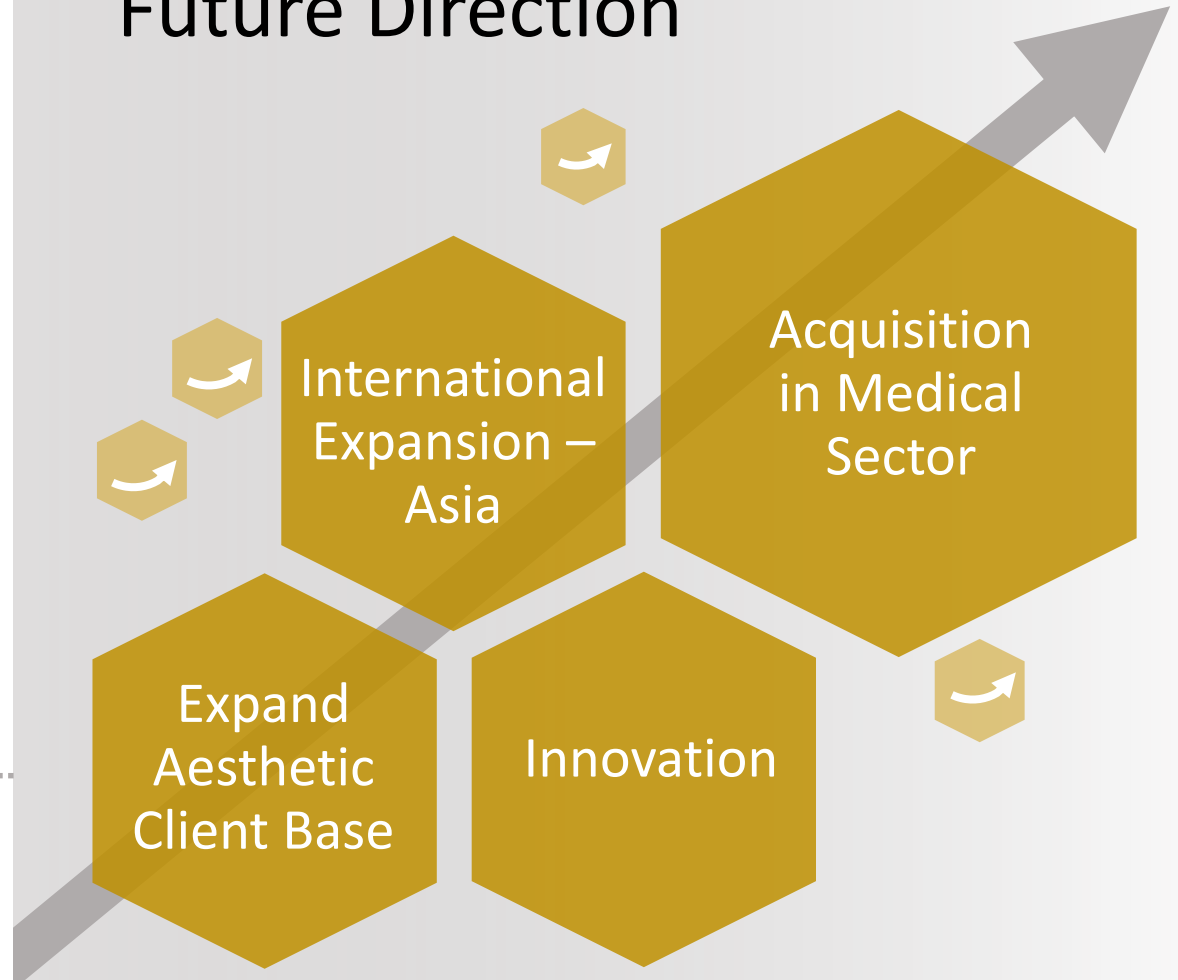 Future Direction
International
Expansion –
Asia
Acquisition
in Medical
Sector
Expand
Aesthetic
Client Base
Innovation